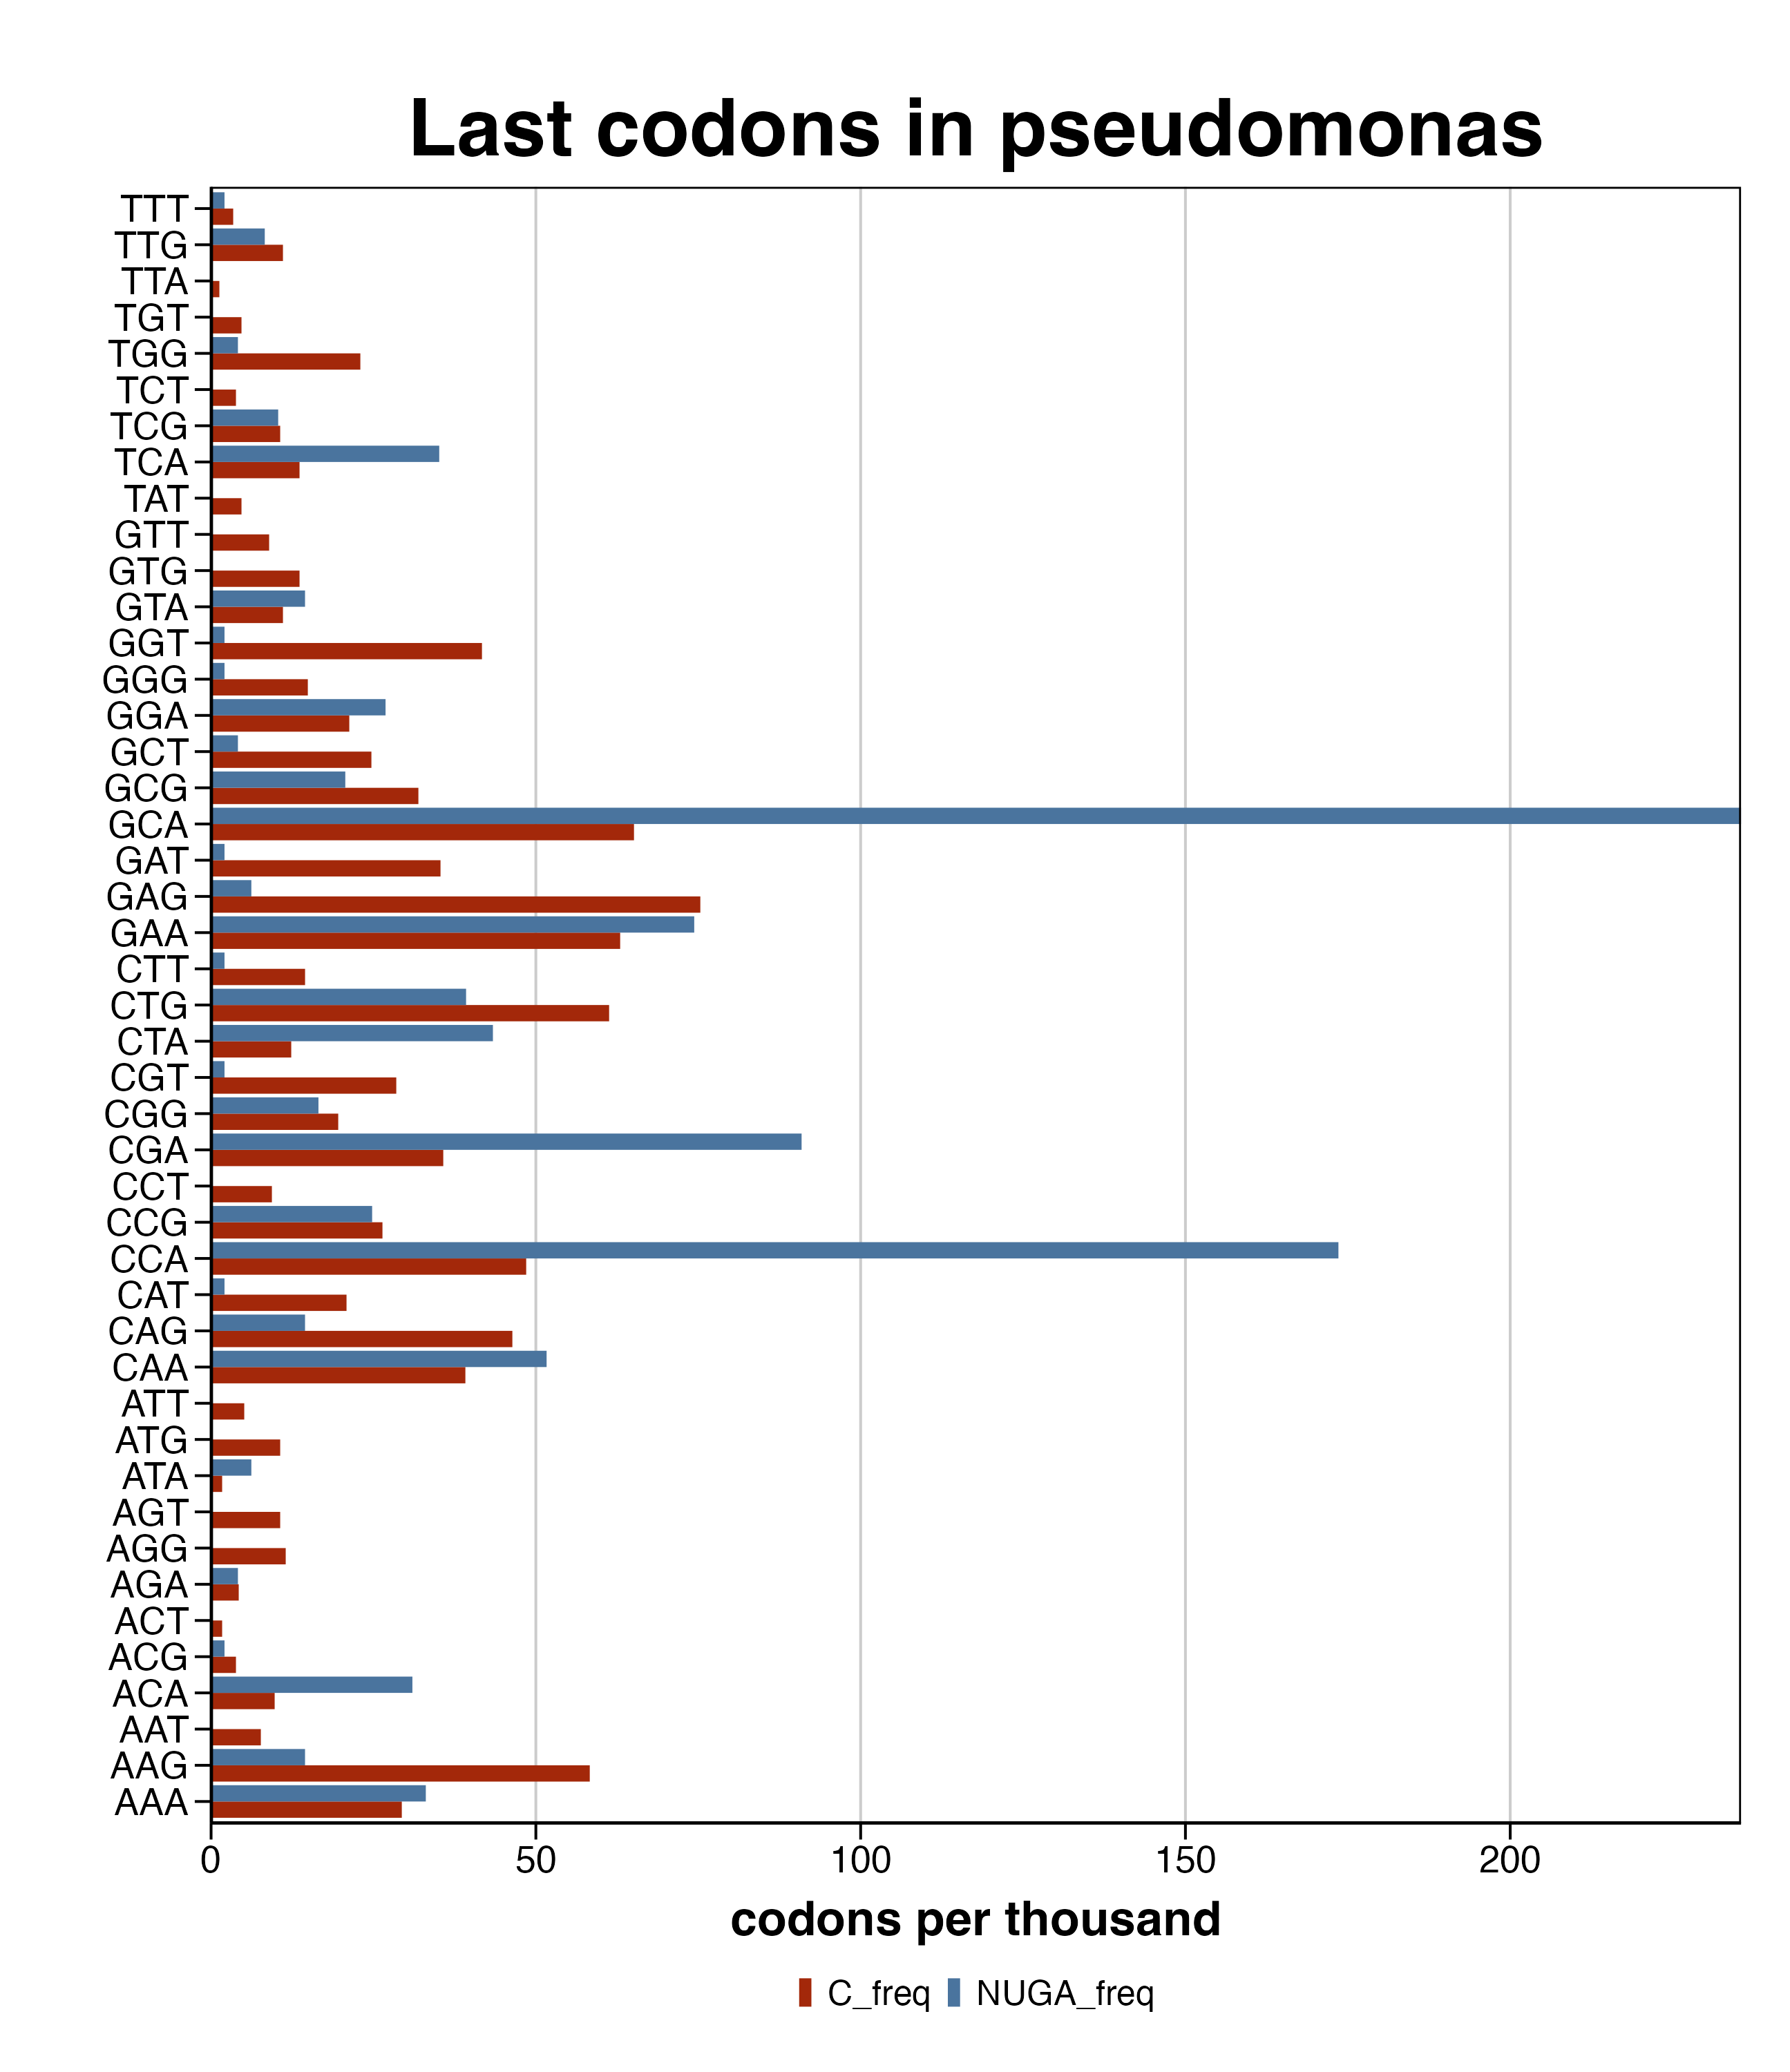 Last codons in pseudomonas
TTT
TTG
TTA
TGT
TGG
TCT
TCG
TCA
TAT
GTT
GTG
GTA
GGT
GGG
GGA
GCT
GCG
GCA
GAT
GAG
GAA
CTT
CTG
CTA
CGT
CGG
CGA
CCT
CCG
CCA
CAT
CAG
CAA
ATT
ATG
ATA
AGT
AGG
AGA
ACT
ACG
ACA
AAT
AAG
AAA
0 50 100 150 200
codons per thousand
C_freq NUGA_freq